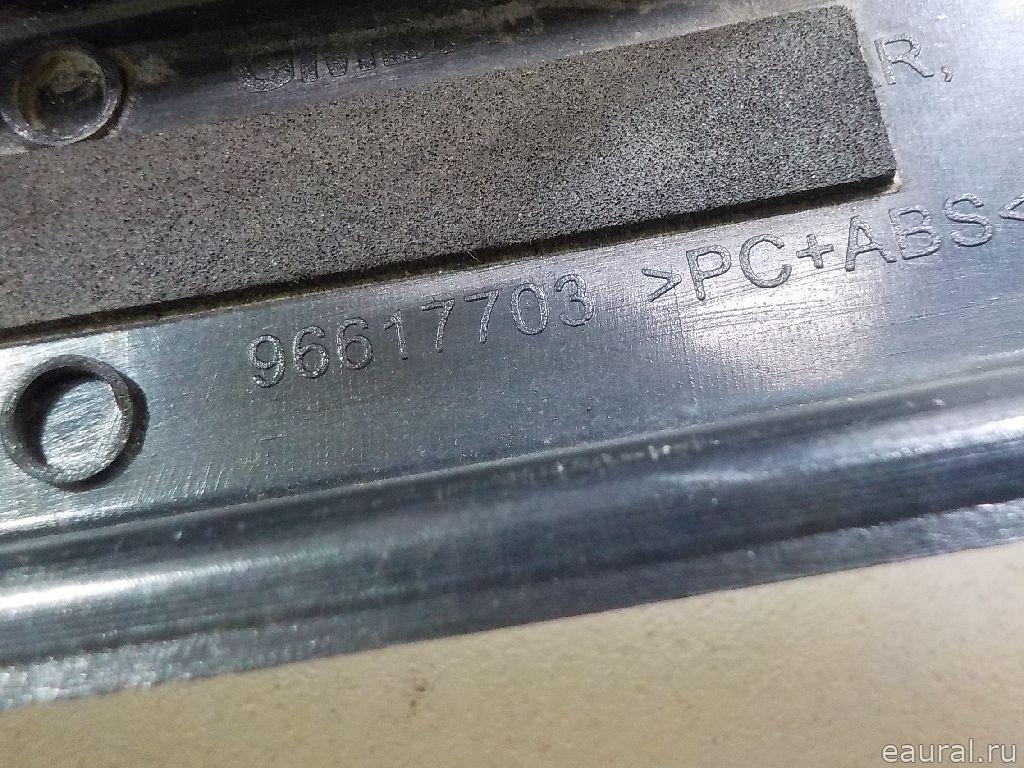 R,
96617703 >PC+ABS<
eaural.ru